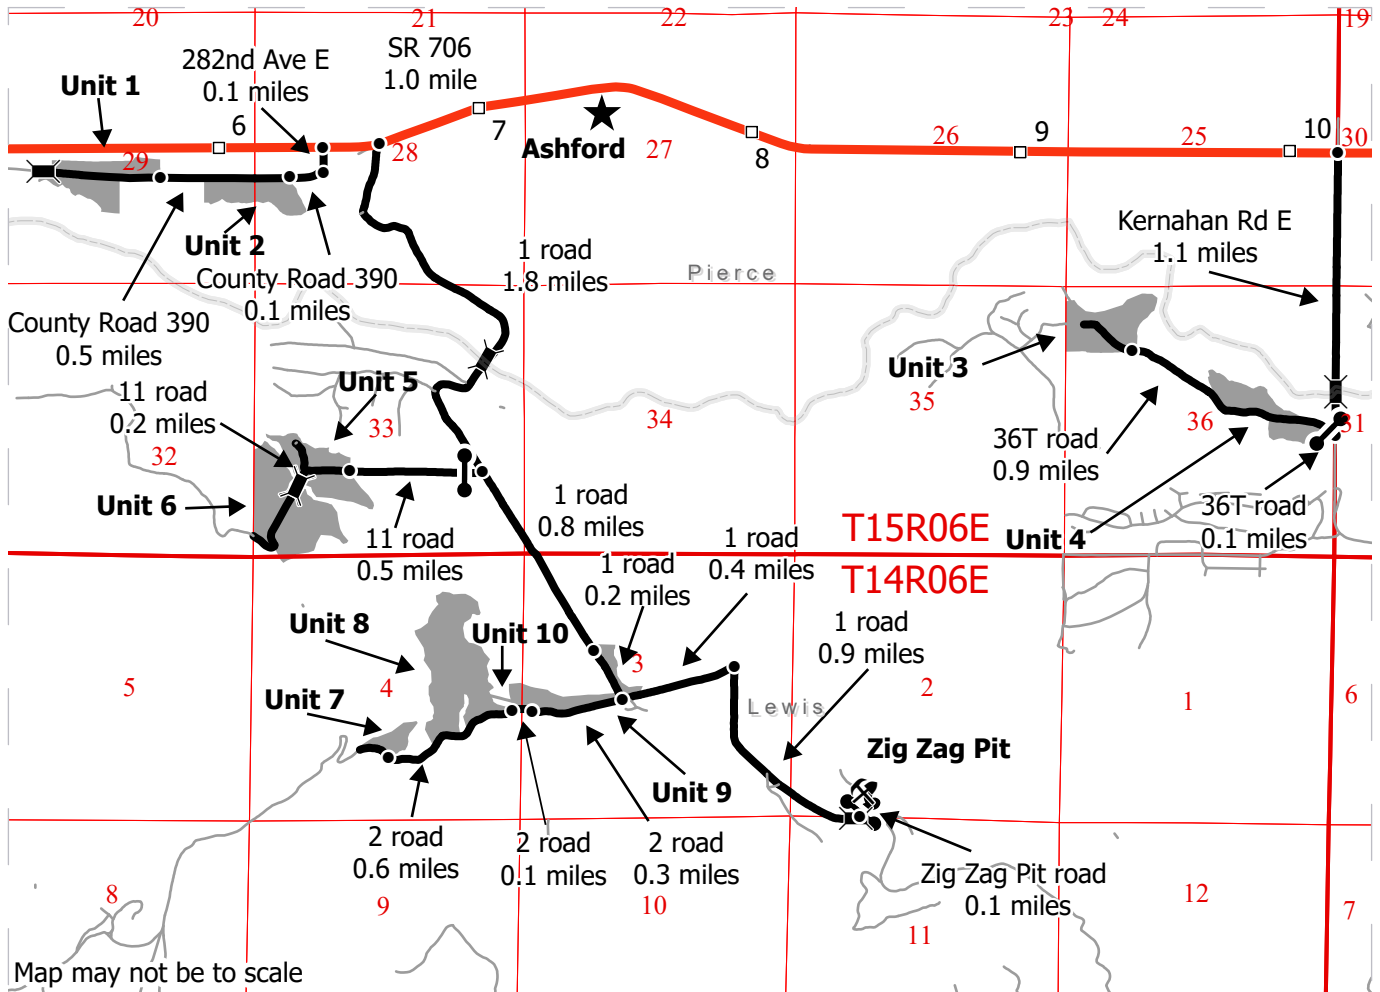 20
21
22
23
24
19
282nd Ave E
0.1 miles
SR 706
1.0 mile
Unit 1
6
7
Ashford
8
9
10
29
28
27
26
25
30
Unit 2
County Road 390
0.1 miles
1 road
1.8 miles
Pierce
Kernahan Rd E
1.1 miles
County Road 390
0.5 miles
11 road
0.2 miles
Unit 5
Unit 3
32
33
34
35
36
31
36T road
0.9 miles
Unit 6
11 road
0.5 miles
1 road
0.8 miles
1 road
0.4 miles
T15R06E
Unit 4
36T road
0.1 miles
T14R06E
1 road
0.2 miles
Unit 8
Unit 10
1 road
0.9 miles
5
4
3
2
1
6
Unit 7
Lewis
Zig Zag Pit
Unit 9
2 road
0.6 miles
2 road
0.1 miles
2 road
0.3 miles
Zig Zag Pit road
0.1 miles
8
9
10
11
12
7
Map may not be to scale